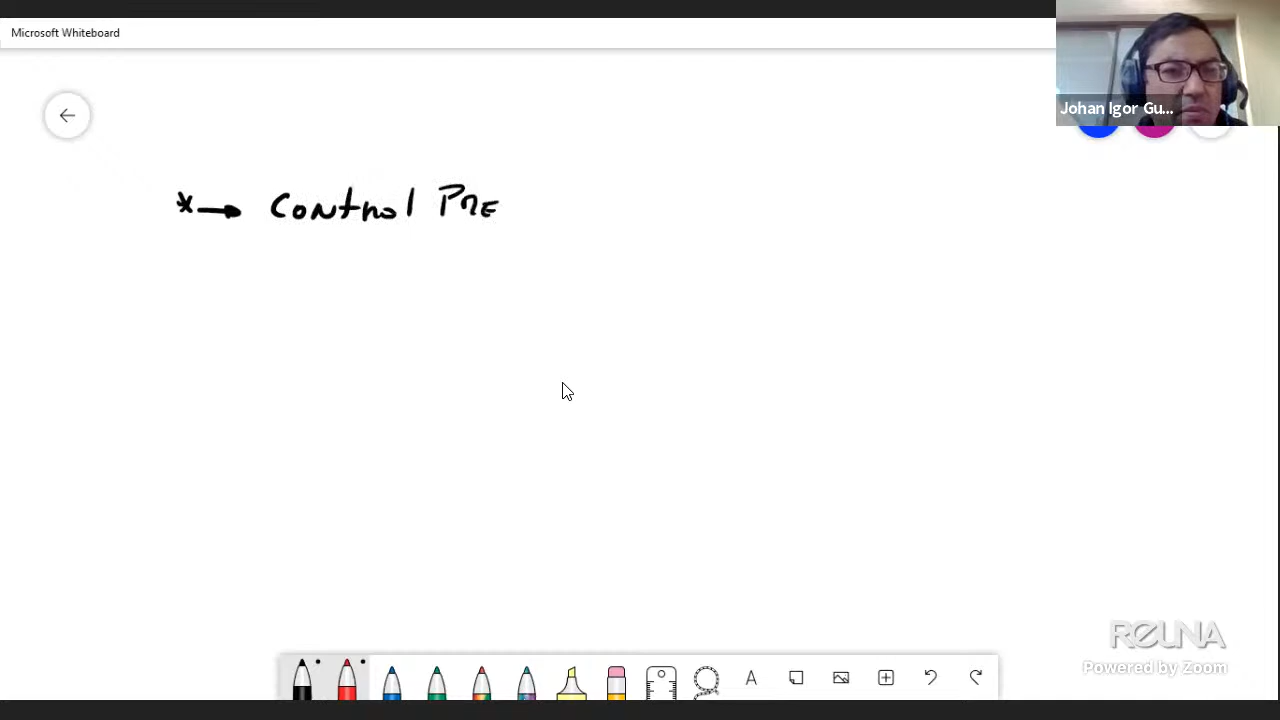 Microsoft Whiteboard
Johan Igor Gu...
*→ Control PRE
A
REUNA
Powered by Zoom